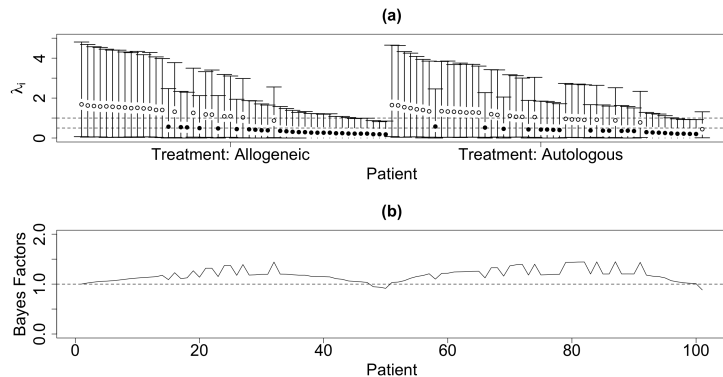 (a)
4
2
0
λi
Treatment: Allogeneic Treatment: Autologous
Patient
(b)
2.0
1.0
0.0
Bayes Factors
0 20 40 60 80 100
Patient